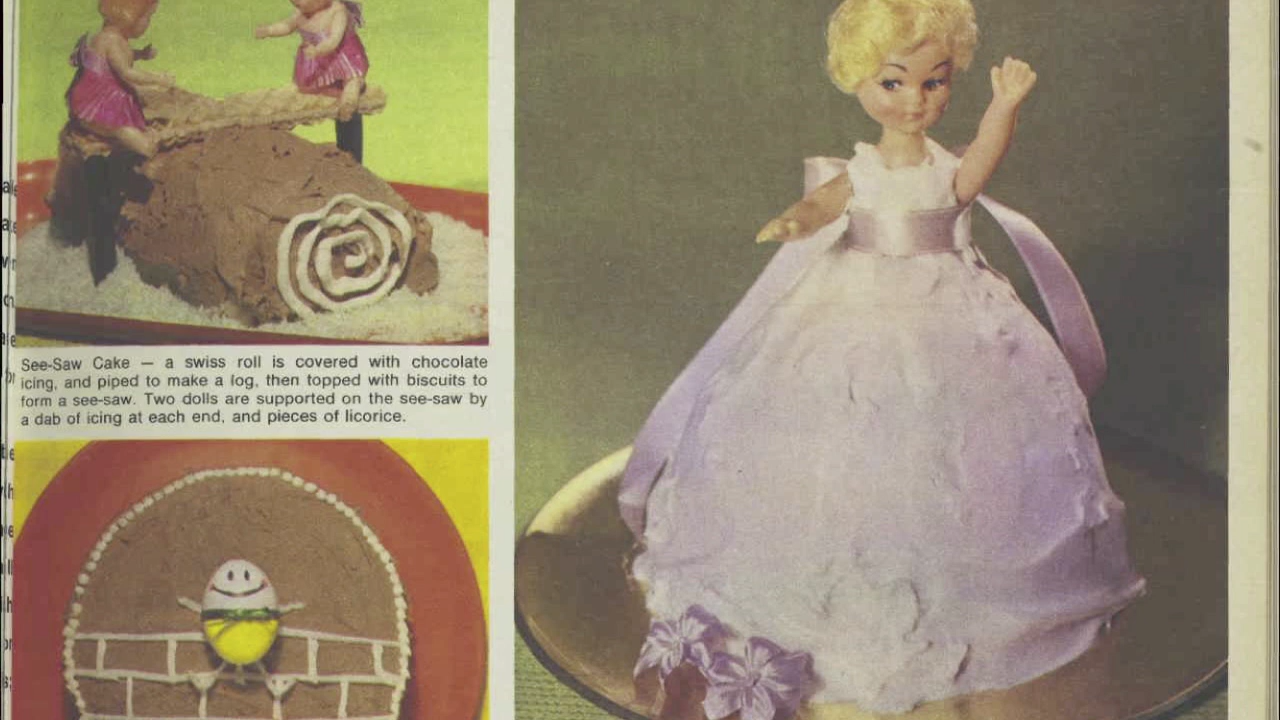 See-Saw Cake — a swiss roll is covered with chocolate
icing, and piped to make a log, then topped with biscuits to
form a see-saw. Two dolls are supported on the see-saw by
a dab of icing at each end, and pieces of licorice.